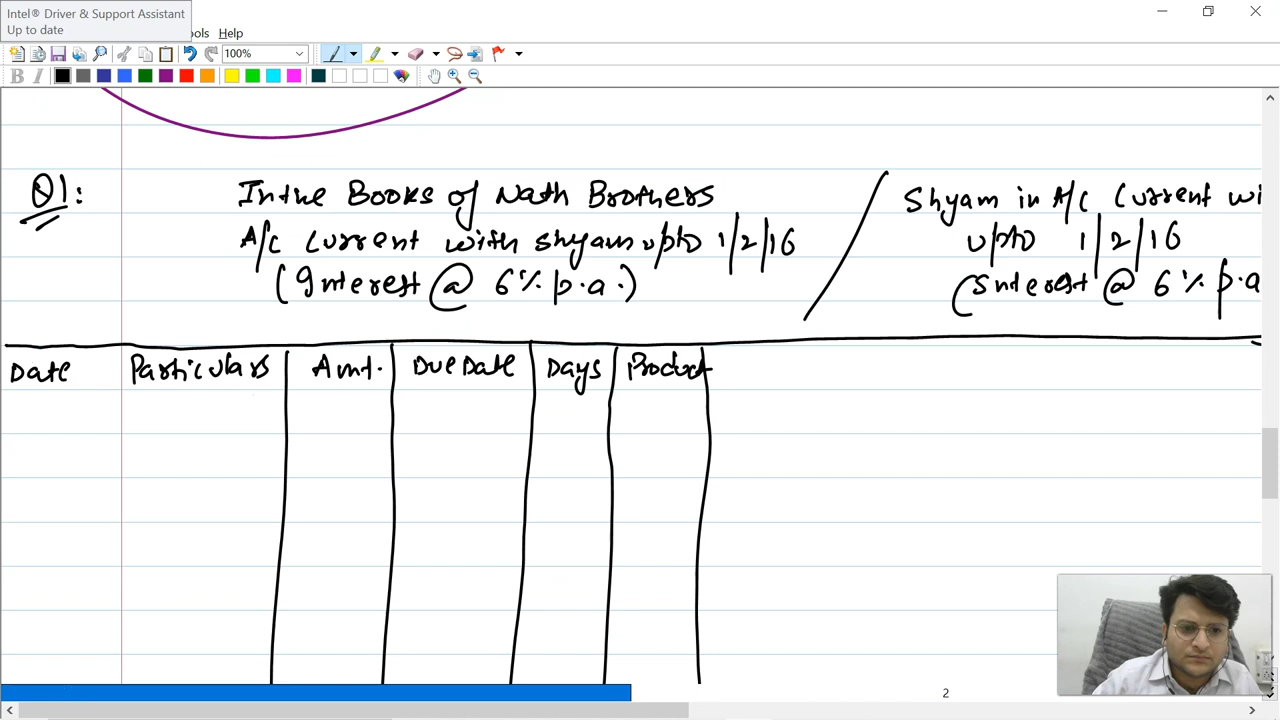 Intel® Driver & Support Assistant
Up to date
ols Help
100%
B I
Q1:
In the Books of Nath Brothers
A/c Current with Shyam upto 1/2/16
(Interest @ 6% p.a.)
Shyam in A/c Current wi
upto 1/2/16
(Interest @ 6% p.a
Date Particulars Amt. Due Date Days Product
2